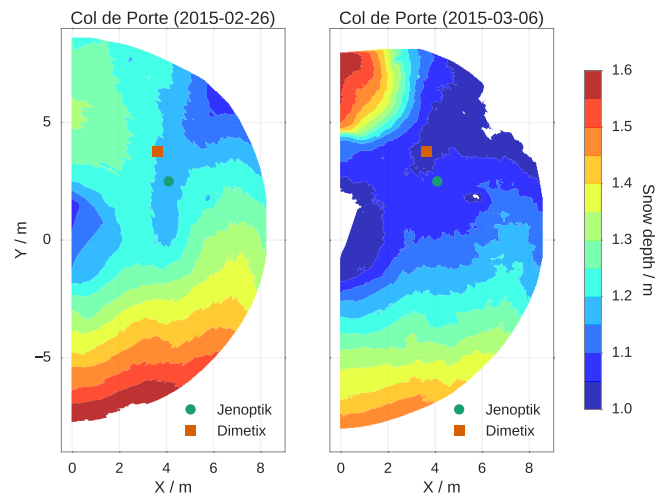 Col de Porte (2015-02-26)
Col de Porte (2015-03-06)
Y / m
5
0
−5
0 2 4 6 8
X / m
0 2 4 6 8
X / m
Jenoptik
Dimetix
Jenoptik
Dimetix
1.6
1.5
1.4
1.3
1.2
1.1
1.0
Snow depth / m